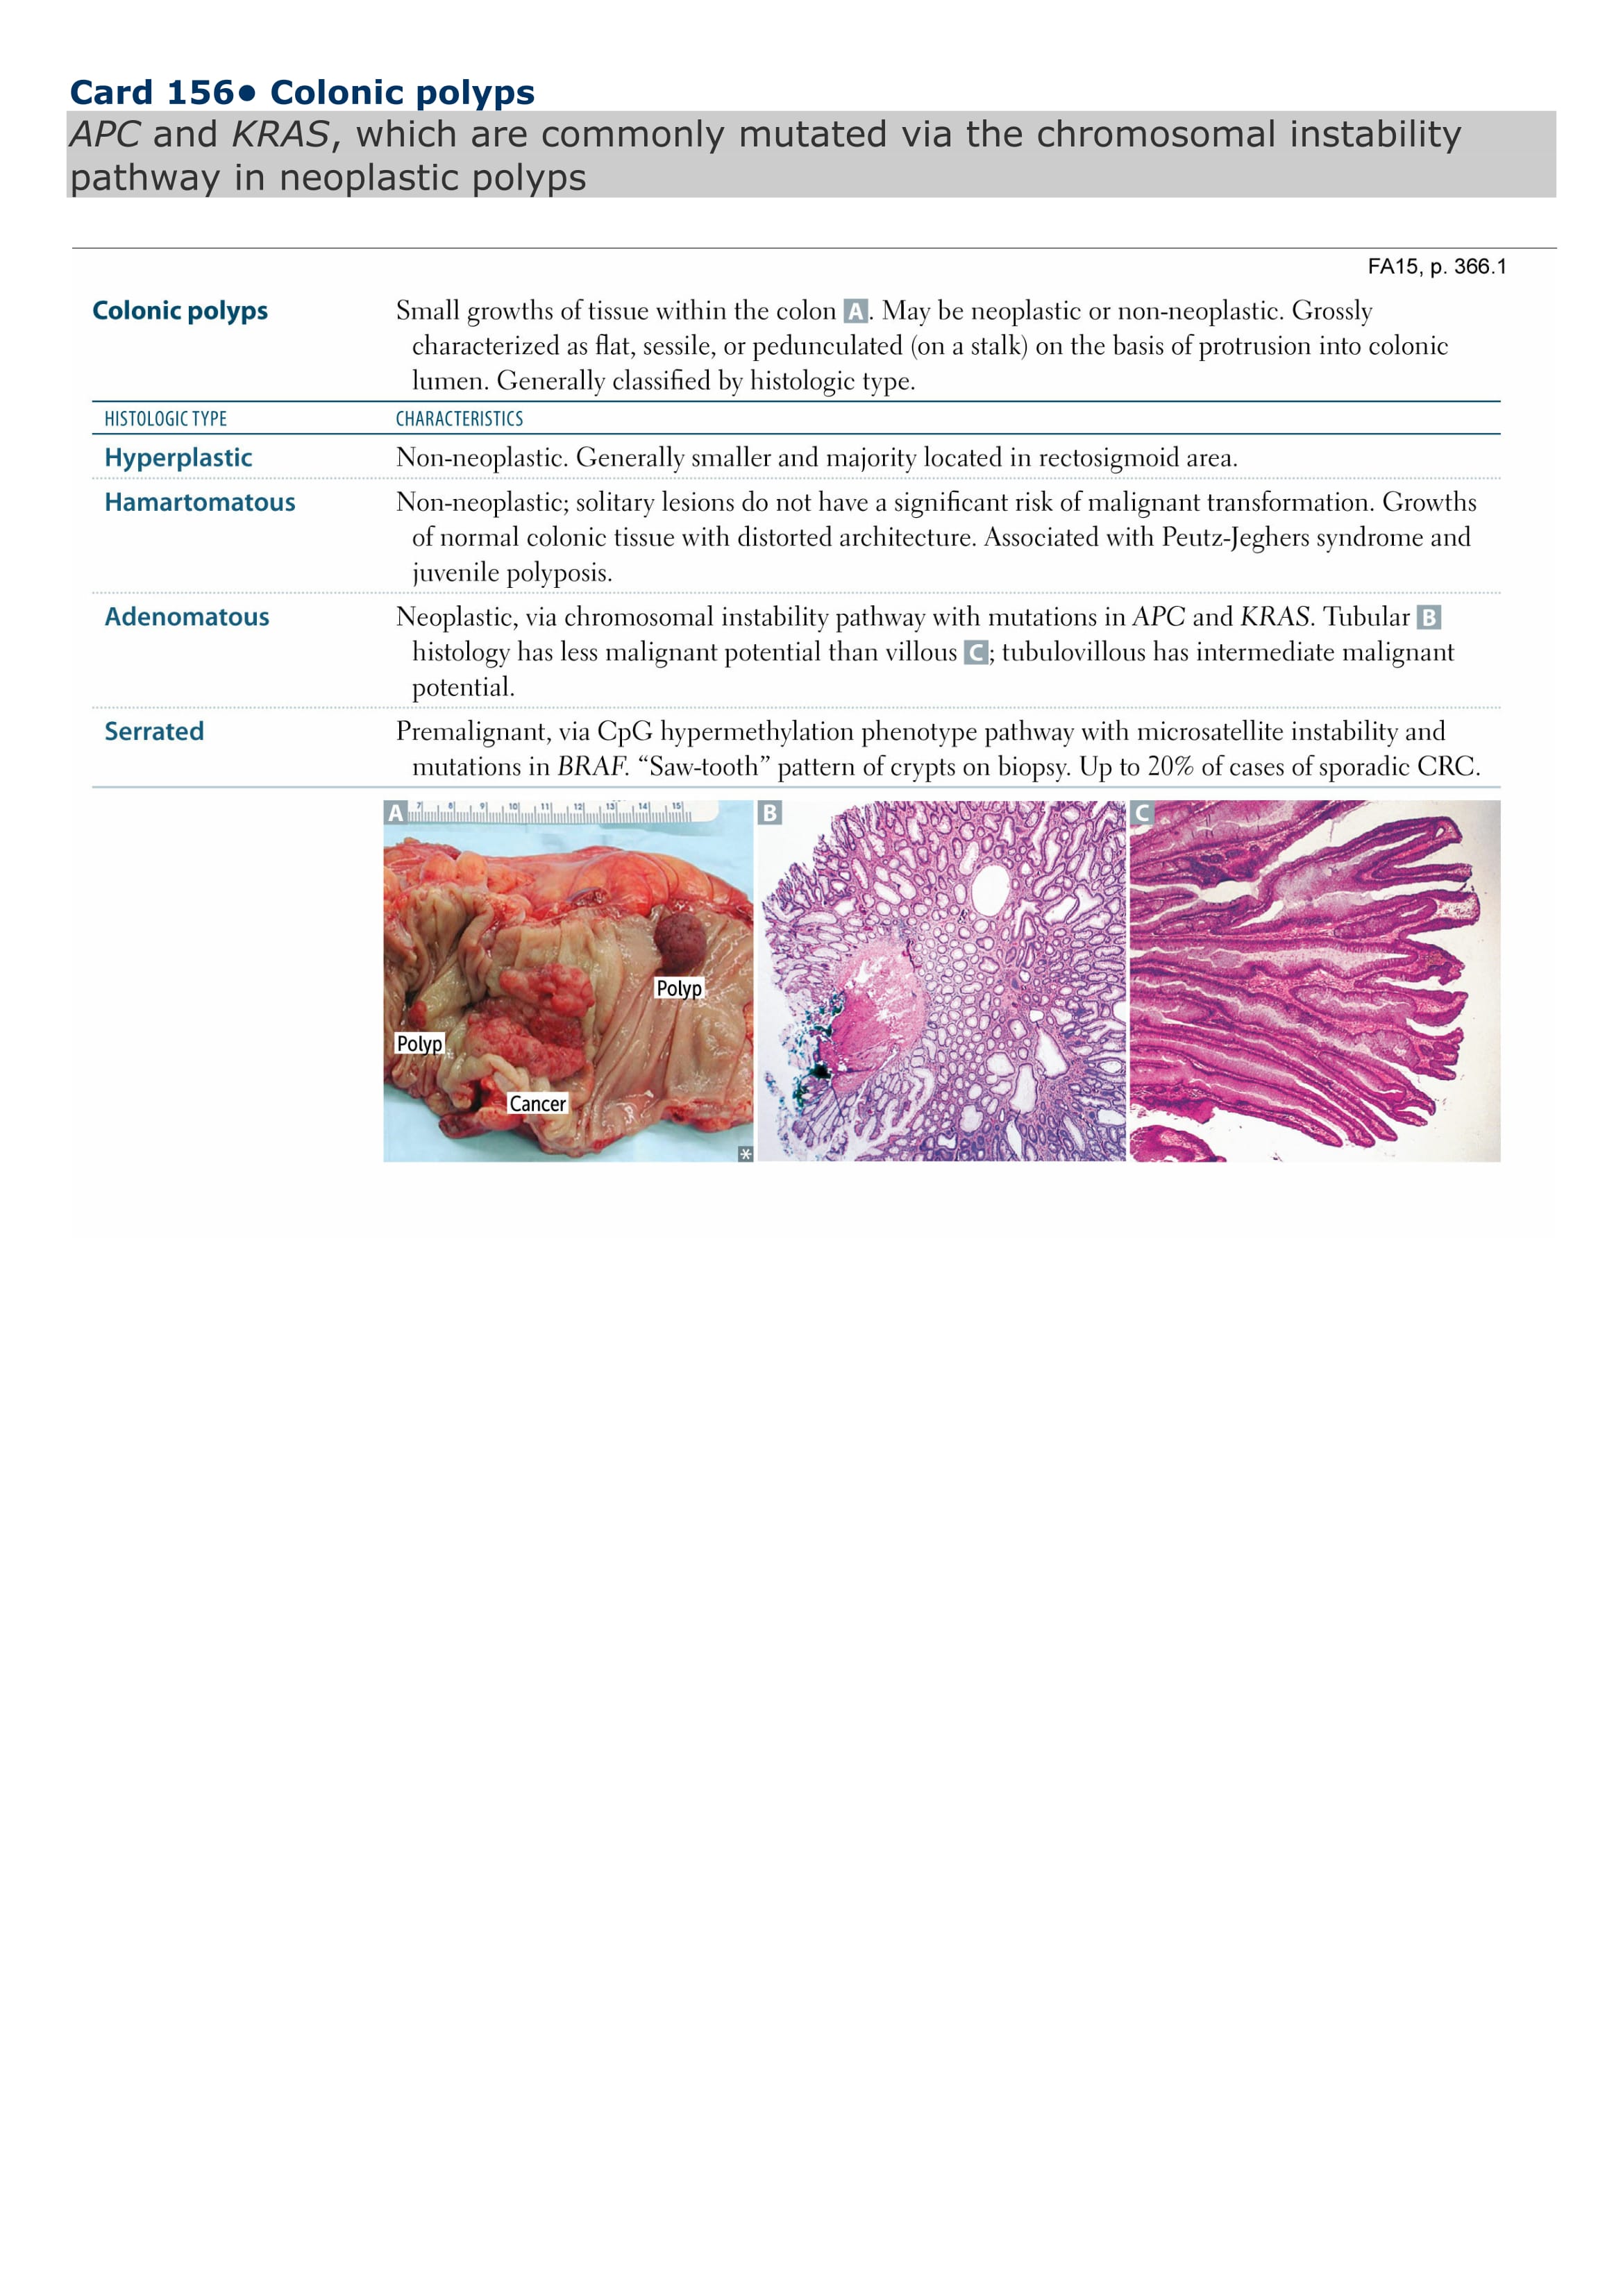 Card 156• Colonic polyps
APC and KRAS, which are commonly mutated via the chromosomal instability
pathway in neoplastic polyps
FA15, p. 366.1
Colonic polyps
Small growths of tissue within the colon A. May be neoplastic or non-neoplastic. Grossly
characterized as flat, sessile, or pedunculated (on a stalk) on the basis of protrusion into colonic
lumen. Generally classified by histologic type.
HISTOLOGIC TYPE CHARACTERISTICS
Hyperplastic Non-neoplastic. Generally smaller and majority located in rectosigmoid area.
Hamartomatous Non-neoplastic; solitary lesions do not have a significant risk of malignant transformation. Growths
of normal colonic tissue with distorted architecture. Associated with Peutz-Jeghers syndrome and
juvenile polyposis.
Adenomatous Neoplastic, via chromosomal instability pathway with mutations in APC and KRAS. Tubular B
histology has less malignant potential than villous C; tubulovillous has intermediate malignant
potential.
Serrated Premalignant, via CpG hypermethylation phenotype pathway with microsatellite instability and
mutations in BRAF. “Saw-tooth” pattern of crypts on biopsy. Up to 20% of cases of sporadic CRC.
A 7 8 9 10 11 12 13 14 15 B C
Polyp
Polyp
Cancer
*